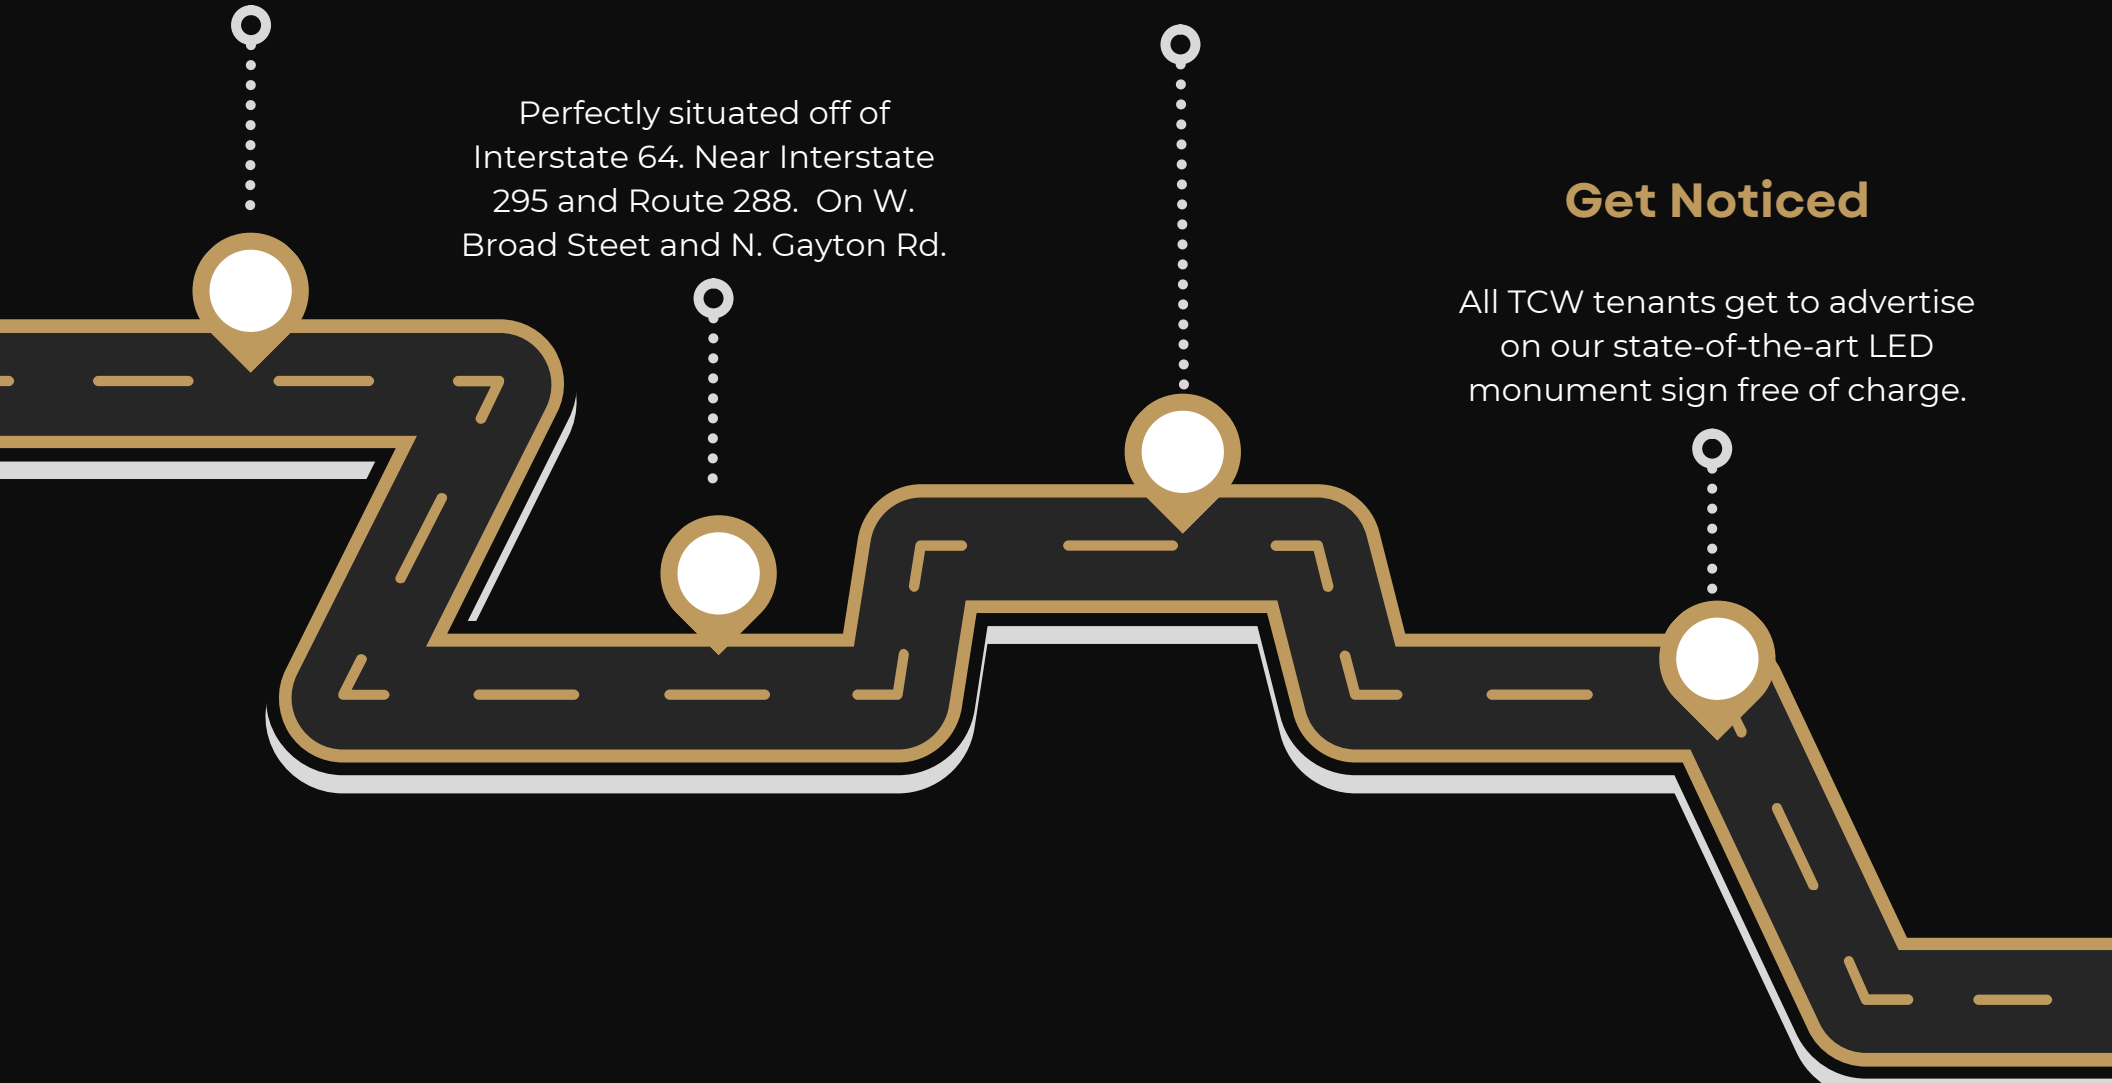 Perfectly situated off of
Interstate 64. Near Interstate
295 and Route 288.  On W.
Broad Steet and N. Gayton Rd.
Get Noticed
All TCW tenants get to advertise
on our state-of-the-art LED
monument sign free of charge.